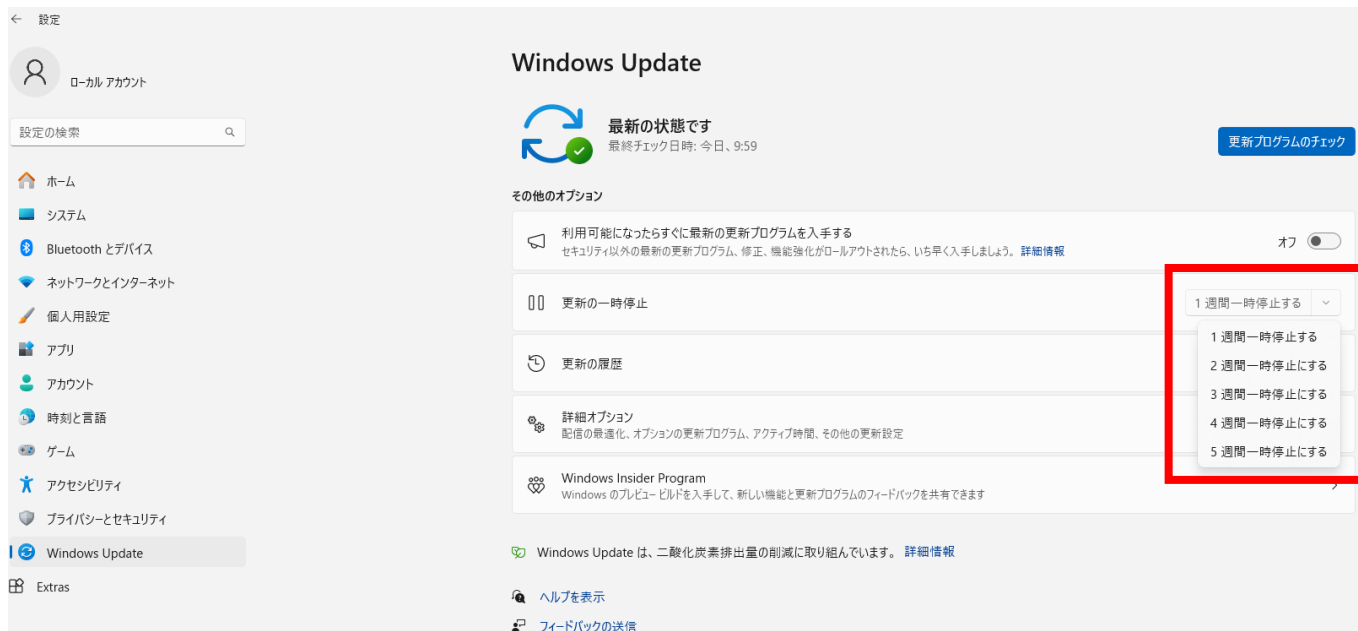 設定
ローカル アカウント
設定の検索
ホーム
システム
Bluetooth とデバイス
ネットワークとインターネット
個人用設定
アプリ
アカウント
時刻と言語
ゲーム
アクセシビリティ
プライバシーとセキュリティ
Windows Update
Extras
Windows Update
最新の状態です
最終チェック日時: 今日、9:59
更新プログラムのチェック
その他のオプション
利用可能になったらすぐに最新の更新プログラムを入手する
セキュリティ以外の最新の更新プログラム、修正、機能強化がロールアウトされたら、いち早く入手しましょう。 詳細情報
オフ
更新の一時停止
1 週間一時停止する
1 週間一時停止する
2 週間一時停止にする
3 週間一時停止にする
4 週間一時停止にする
5 週間一時停止にする
更新の履歴
詳細オプション
配信の最適化、オプションの更新プログラム、アクティブ時間、その他の更新設定
Windows Insider Program
Windows のプレビュー ビルドを入手して、新しい機能と更新プログラムのフィードバックを共有できます
Windows Update は、二酸化炭素排出量の削減に取り組んでいます。 詳細情報
ヘルプを表示
フィードバックの送信